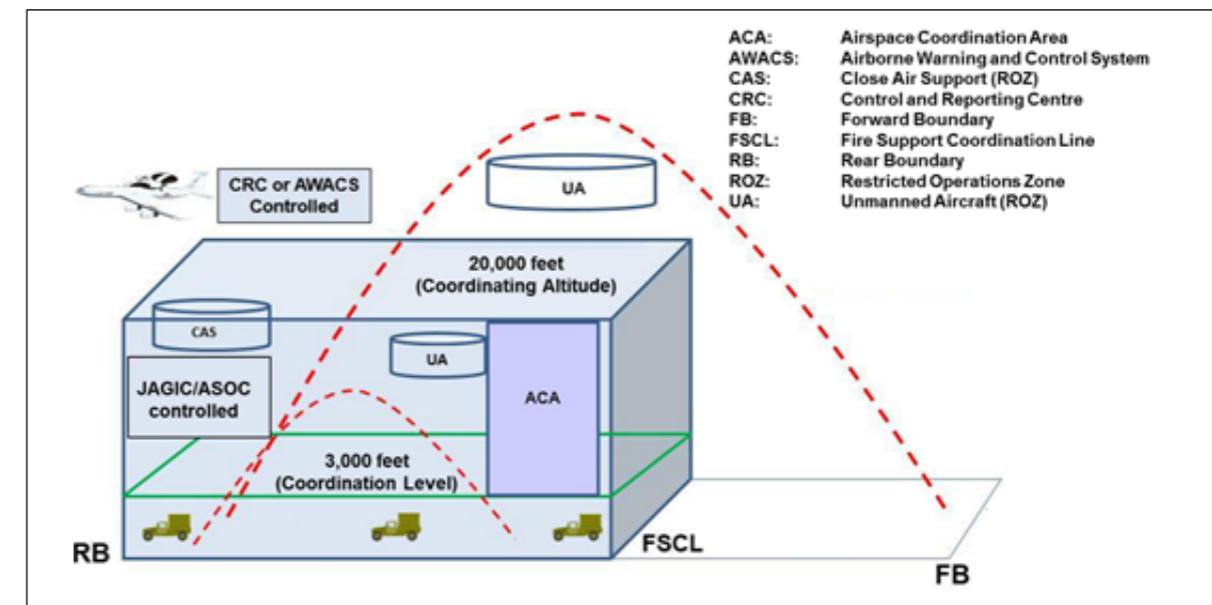 ACA: Airspace Coordination Area
AWACS: Airborne Warning and Control System
CAS: Close Air Support (ROZ)
CRC: Control and Reporting Centre
FB: Forward Boundary
FSCL: Fire Support Coordination Line
RB: Rear Boundary
ROZ: Restricted Operations Zone
UA: Unmanned Aircraft (ROZ)
CRC or AWACS
Controlled
UA
20,000 feet
(Coordinating Altitude)
CAS
UA
JAGIC/ASOC
controlled
ACA
3,000 feet
(Coordination Level)
RB
FSCL
FB